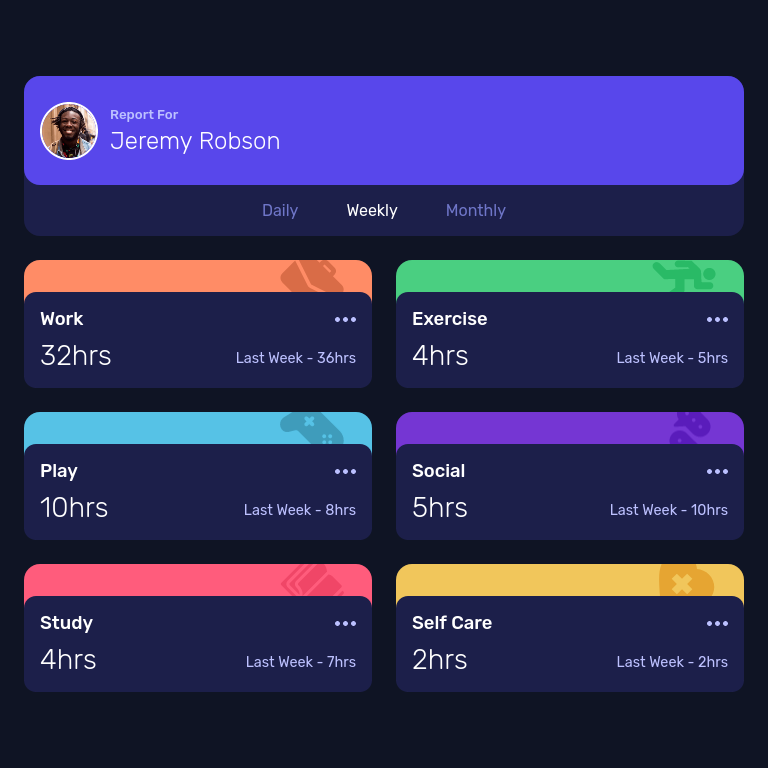 Report For
Jeremy Robson
Daily Weekly Monthly
Work
32hrs Last Week - 36hrs
Exercise
4hrs Last Week - 5hrs
Play
10hrs Last Week - 8hrs
Social
5hrs Last Week - 10hrs
Study
4hrs Last Week - 7hrs
Self Care
2hrs Last Week - 2hrs